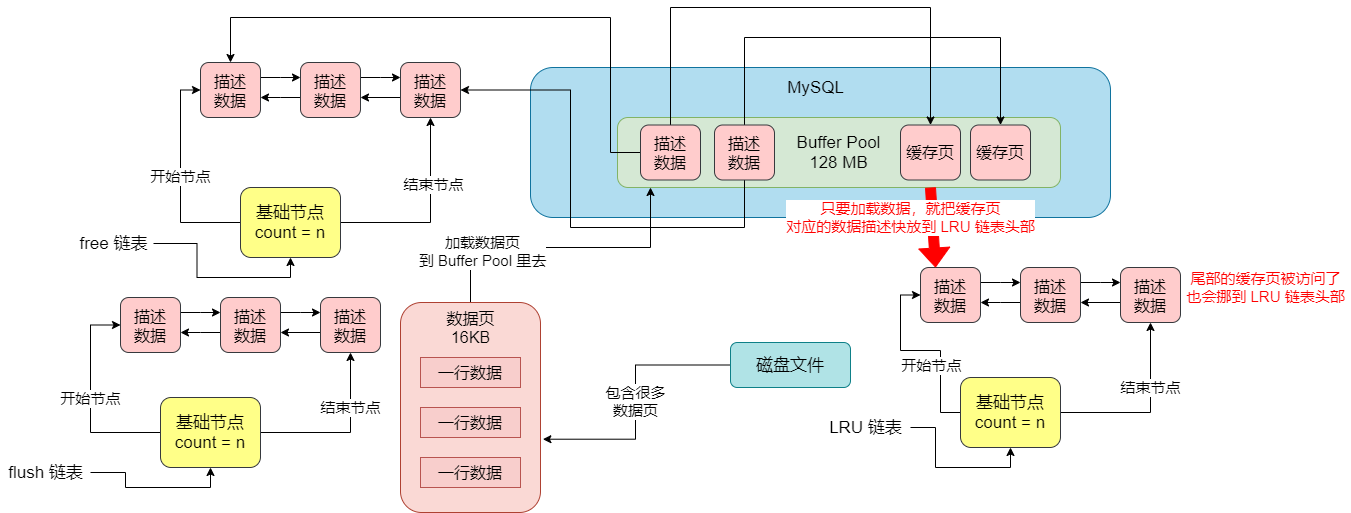 描述
数据
描述
数据
描述
数据
开始节点
结束节点
基础节点
count = n
free 链表
MySQL
描述
数据
描述
数据
Buffer Pool
128 MB
缓存页
缓存页
只要加载数据，就把缓存页
对应的数据描述快放到 LRU 链表头部
加载数据页
到 Buffer Pool 里去
描述
数据
描述
数据
描述
数据
开始节点
结束节点
基础节点
count = n
flush 链表
数据页
16KB
一行数据
一行数据
一行数据
磁盘文件
包含很多
数据页
描述
数据
描述
数据
描述
数据
尾部的缓存页被访问了
也会挪到 LRU 链表头部
开始节点
结束节点
基础节点
count = n
LRU 链表